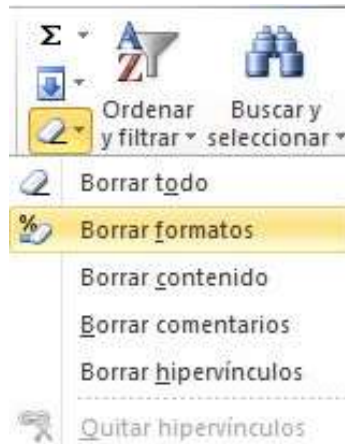 Σ
A
Z
Ordenar y filtrar
Buscar y seleccionar
Borrar todo
% Borrar formatos
Borrar contenido
Borrar comentarios
Borrar hipervínculos
Quitar hipervínculos